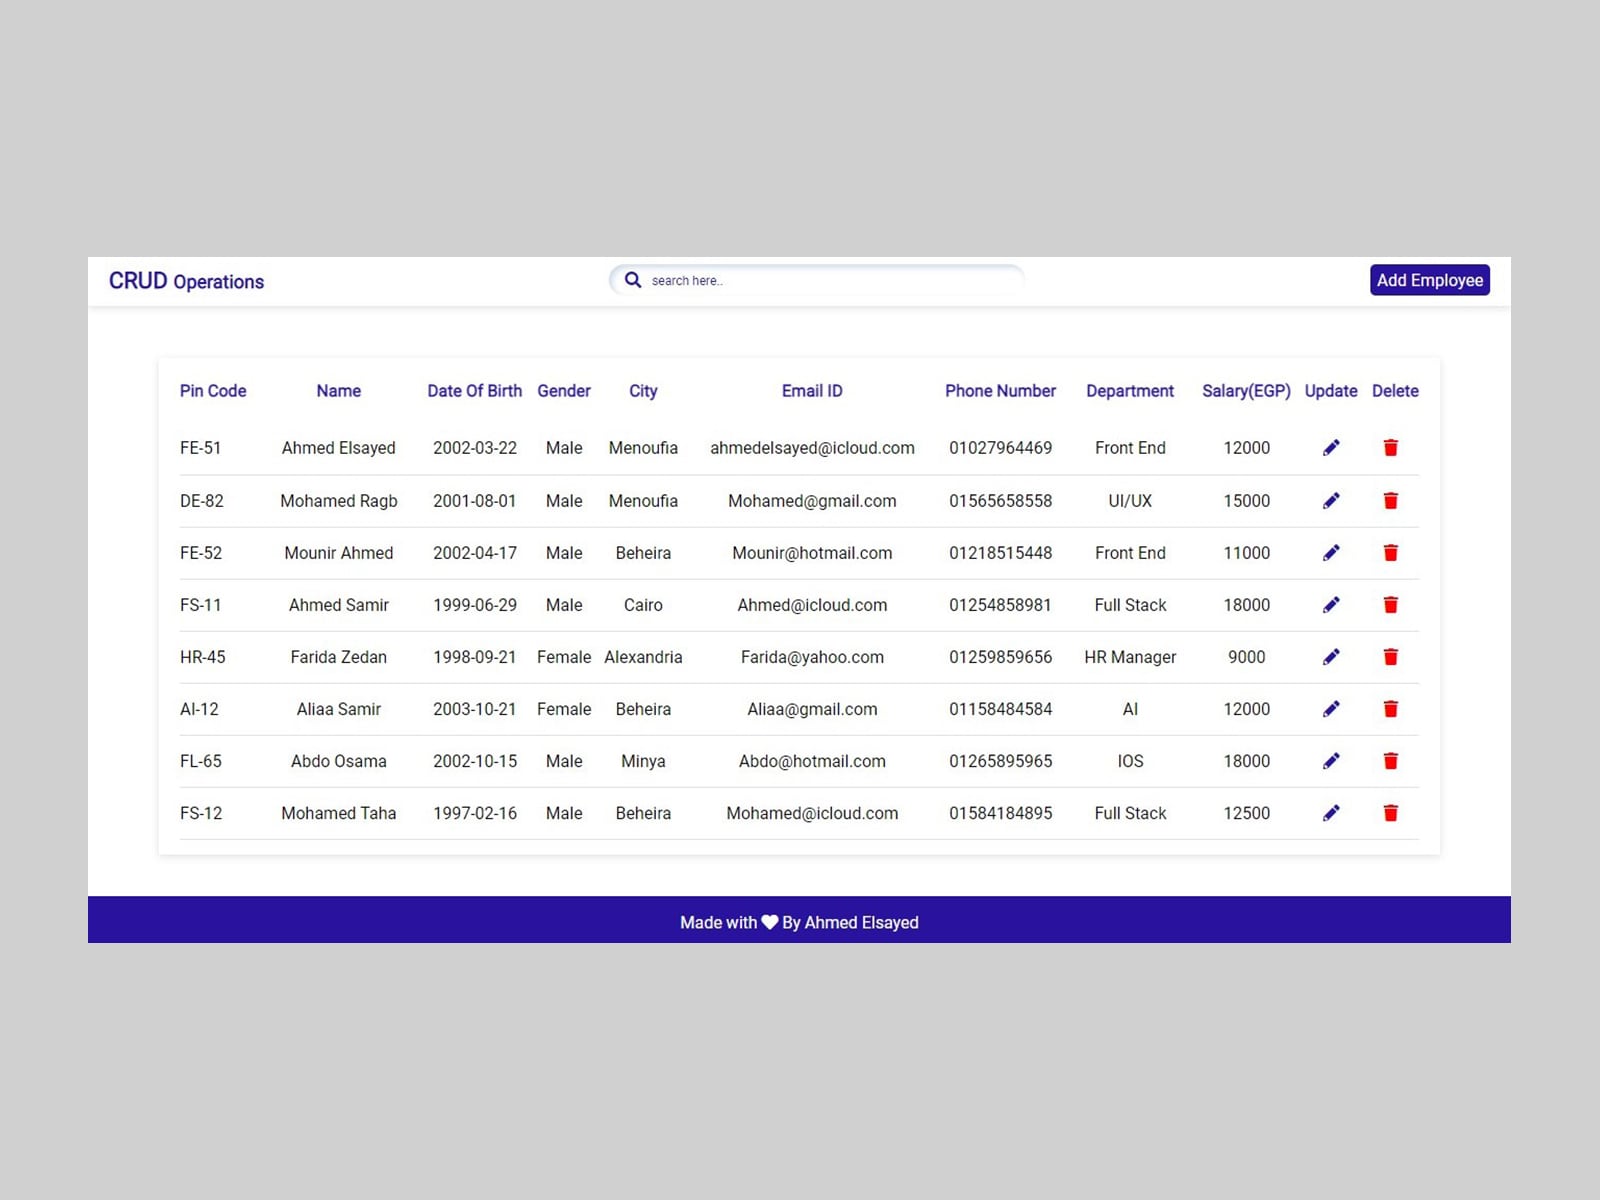 CRUD Operations search here.. Add Employee
Pin Code Name Date Of Birth Gender City Email ID Phone Number Department Salary(EGP) Update Delete
FE-51 Ahmed Elsayed 2002-03-22 Male Menoufia ahmedelsayed@icloud.com 01027964469 Front End 12000
DE-82 Mohamed Ragb 2001-08-01 Male Menoufia Mohamed@gmail.com 01565658558 UI/UX 15000
FE-52 Mounir Ahmed 2002-04-17 Male Beheira Mounir@hotmail.com 01218515448 Front End 11000
FS-11 Ahmed Samir 1999-06-29 Male Cairo Ahmed@icloud.com 01254858981 Full Stack 18000
HR-45 Farida Zedan 1998-09-21 Female Alexandria Farida@yahoo.com 01259859656 HR Manager 9000
AI-12 Aliaa Samir 2003-10-21 Female Beheira Aliaa@gmail.com 01158484584 AI 12000
FL-65 Abdo Osama 2002-10-15 Male Minya Abdo@hotmail.com 01265895965 IOS 18000
FS-12 Mohamed Taha 1997-02-16 Male Beheira Mohamed@icloud.com 01584184895 Full Stack 12500
Made with By Ahmed Elsayed